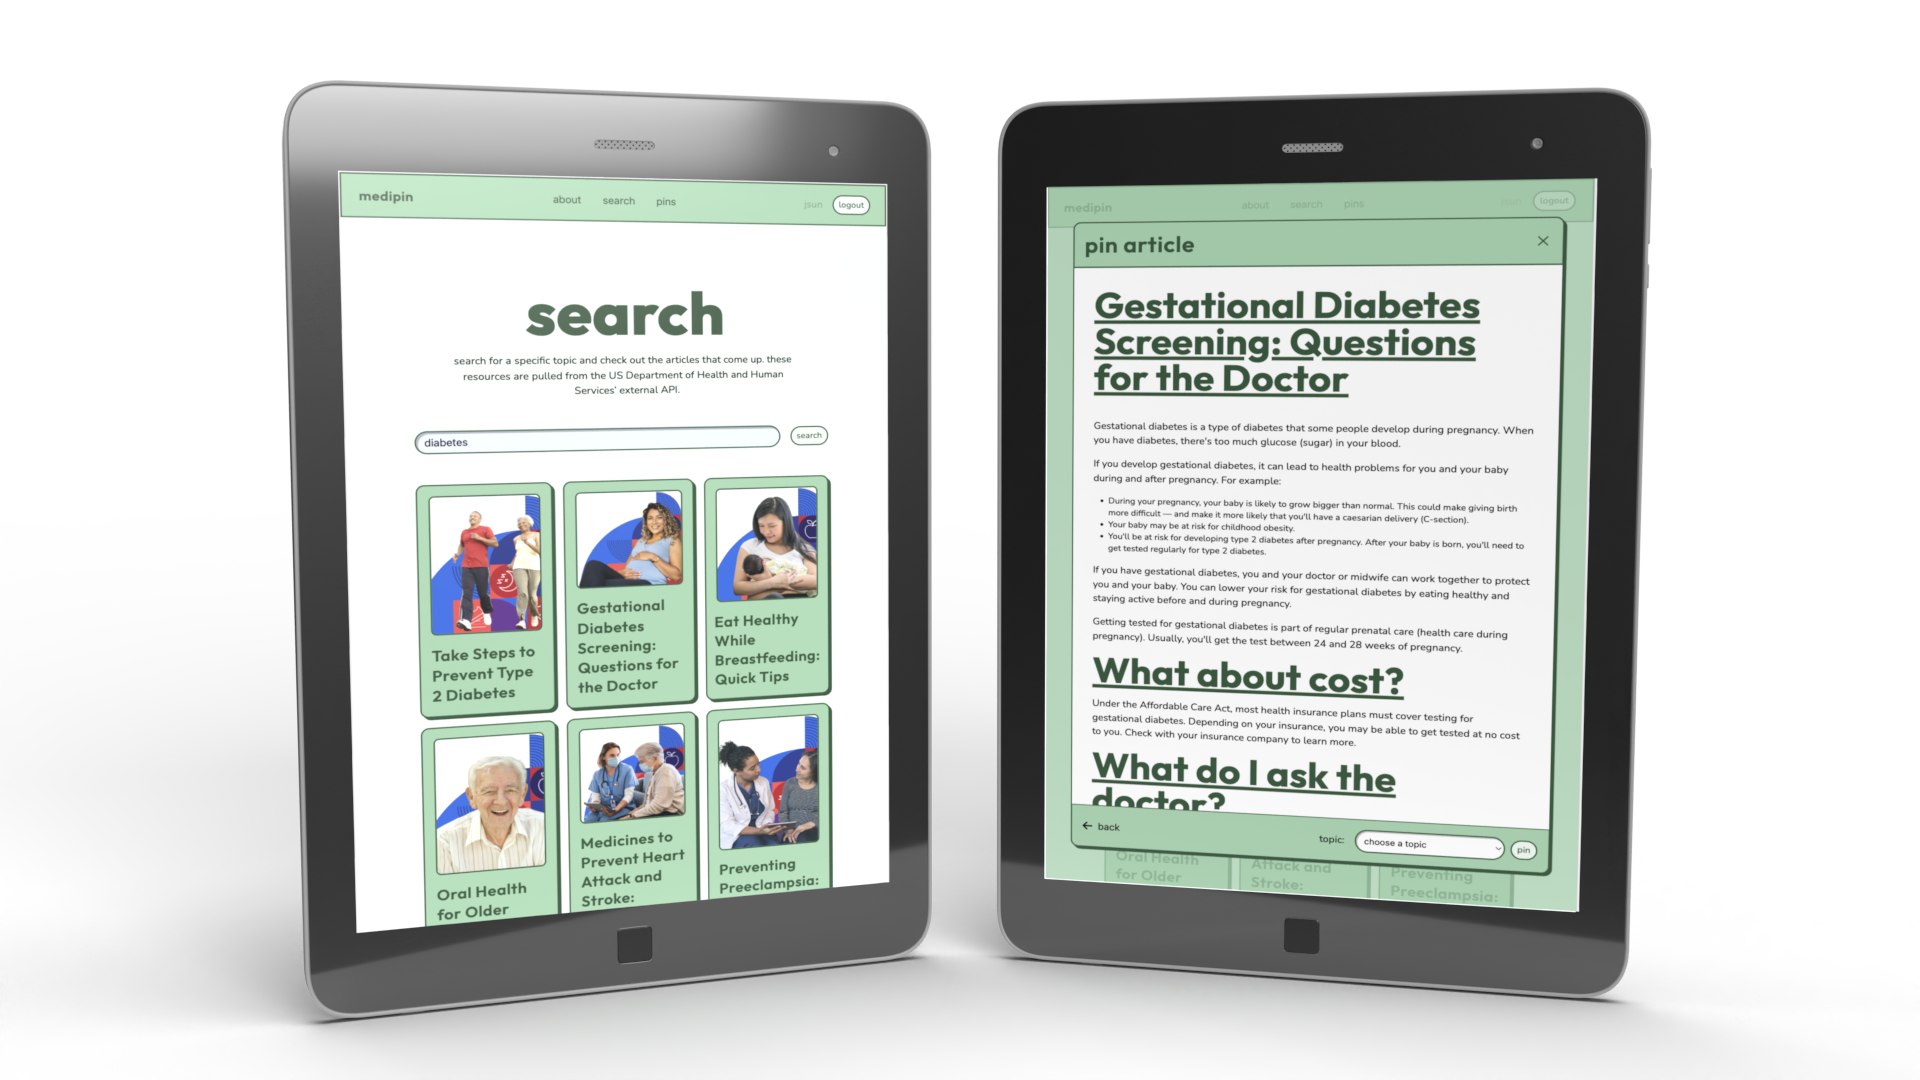 medipin
about search pins
jsun logout
search
search for a specific topic and check out the articles that come up. these
resources are pulled from the US Department of Health and Human
Services' external API.
diabetes
search
Take Steps to
Prevent Type
2 Diabetes
Gestational
Diabetes
Screening:
Questions for
the Doctor
Eat Healthy
While
Breastfeeding:
Quick Tips
Oral Health
for Older
Medicines to
Prevent Heart
Attack and
Stroke:
Preventing
Preeclampsia:
medipin
about search pins
jsun logout
pin article
Gestational Diabetes
Screening: Questions
for the Doctor
Gestational diabetes is a type of diabetes that some people develop during pregnancy. When
you have diabetes, there's too much glucose (sugar) in your blood.
If you develop gestational diabetes, it can lead to health problems for you and your baby
during and after pregnancy. For example:
• During your pregnancy, your baby is likely to grow bigger than normal. This could make giving birth
more difficult — and make it more likely that you'll have a caesarian delivery (C-section).
• Your baby may be at risk for childhood obesity.
• You'll be at risk for developing type 2 diabetes after pregnancy. After your baby is born, you'll need to
get tested regularly for type 2 diabetes.
If you have gestational diabetes, you and your doctor or midwife can work together to protect
you and your baby. You can lower your risk for gestational diabetes by eating healthy and
staying active before and during pregnancy.
Getting tested for gestational diabetes is part of regular prenatal care (health care during
pregnancy). Usually, you'll get the test between 24 and 28 weeks of pregnancy.
What about cost?
Under the Affordable Care Act, most health insurance plans must cover testing for
gestational diabetes. Depending on your insurance, you may be able to get tested at no cost
to you. Check with your insurance company to learn more.
What do I ask the
doctor?
← back
topic: choose a topic pin
Oral Health
for Older
Attack and
Stroke:
Preventing
Preeclampsia: